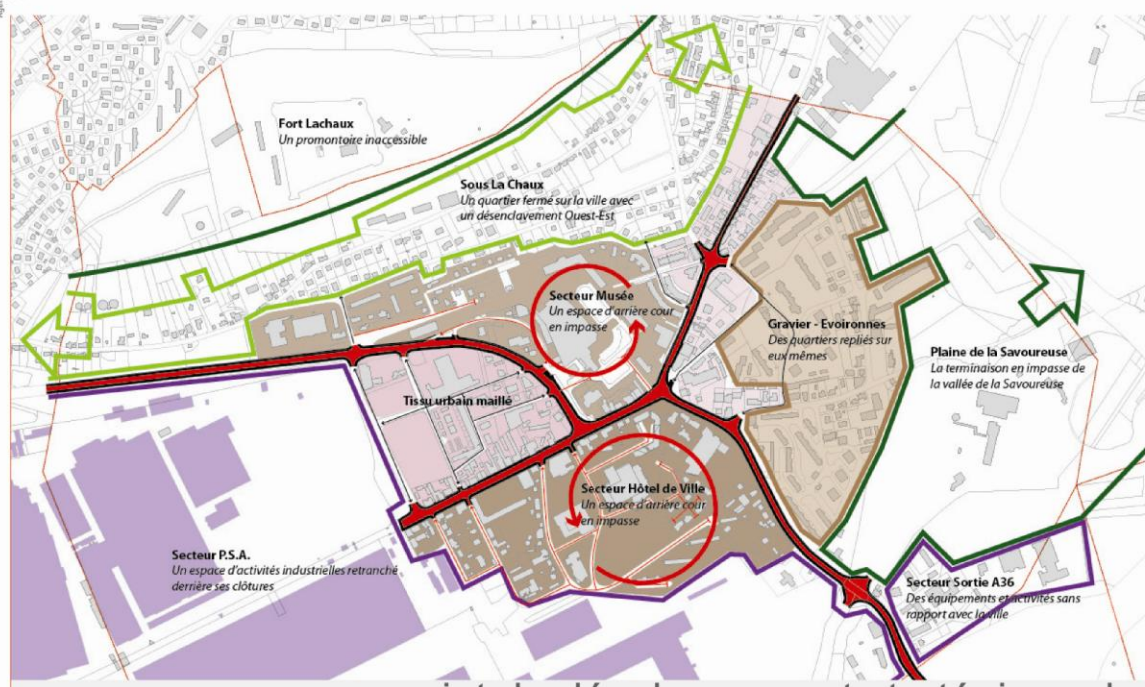 Fort Lachaux
Un promontoire inaccessible
Sous La Chaux
Un quartier fermé sur la ville avec
un désenclavement Ouest-Est
Secteur Musée
Un espace d'arrière cour
en impasse
Gravier - Evoironnes
Des quartiers repliés sur
eux mêmes
Plaine de la Savoureuse
La terminaison en impasse de
la vallée de la Savoureuse
Tissu urbain maillé
Secteur Hôtel de Ville
Un espace d'arrière cour
en impasse
Secteur P.S.A.
Un espace d'activités industrielles retranché
derrière ses clôtures
Secteur Sortie A36
Des équipements et activités sans
rapport avec la ville